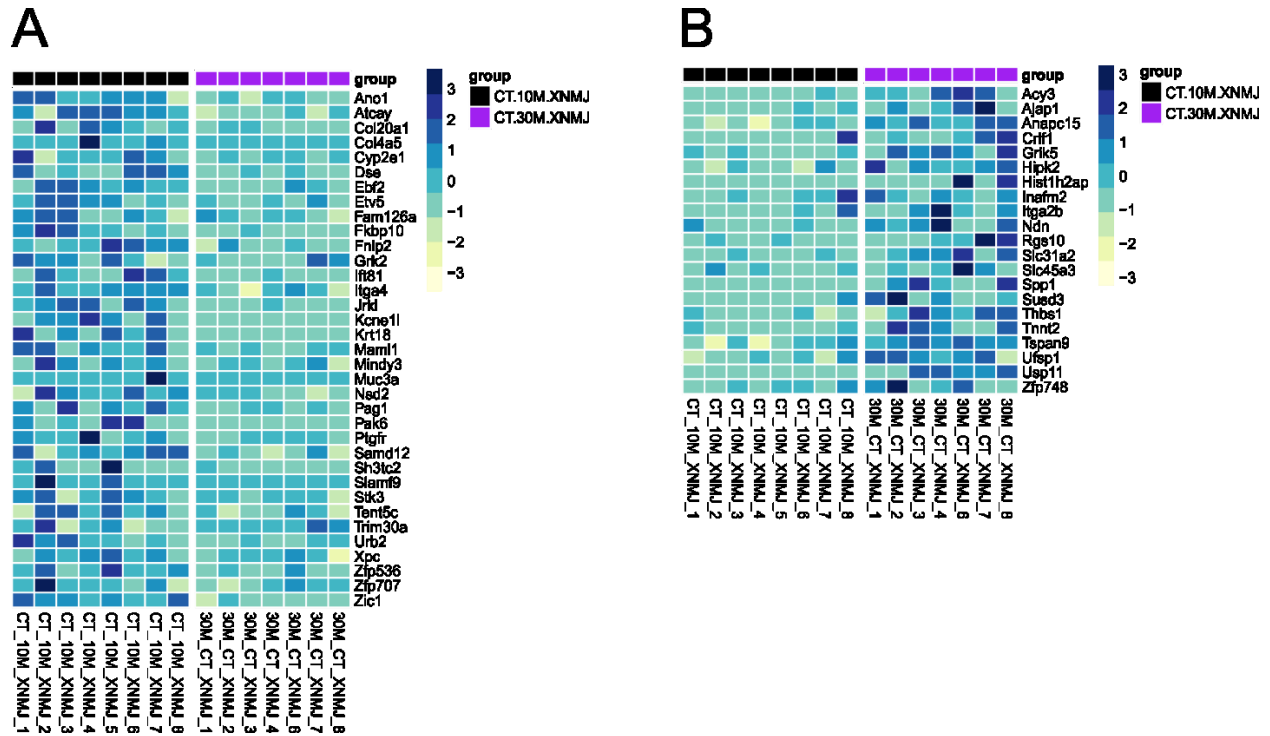 A
group
Ano1
Atcay
Col20a1
Col4a5
Cyp2e1
Dse
Ebf2
Etv5
Fam126a
Fkbp10
Fnip2
Grk2
Ift81
Itga4
Jrkl
Kcne1l
Krt18
Maml1
Mindy3
Muc3a
Nsd2
Pag1
Pak6
Ptgfr
Samd12
Sh3tc2
Slamf9
Stk3
Tent5c
Trim30a
Urb2
Xpc
Zfp536
Zfp707
Zic1
CT_10M_XNMJ_1
CT_10M_XNMJ_2
CT_10M_XNMJ_3
CT_10M_XNMJ_4
CT_10M_XNMJ_5
CT_10M_XNMJ_6
CT_10M_XNMJ_7
CT_10M_XNMJ_8
30M_CT_XNMJ_1
30M_CT_XNMJ_2
30M_CT_XNMJ_3
30M_CT_XNMJ_4
30M_CT_XNMJ_6
30M_CT_XNMJ_7
30M_CT_XNMJ_8
3
2
1
0
−1
−2
−3
group
CT.10M.XNMJ
CT.30M.XNMJ
B
group
Acy3
Ajap1
Anapc15
Crlf1
Grik5
Hipk2
Hist1h2ap
Inafm2
Itga2b
Ndn
Rgs10
Slc31a2
Slc45a3
Spp1
Susd3
Thbs1
Tnnt2
Tspan9
Ufsp1
Usp11
Zfp748
CT_10M_XNMJ_1
CT_10M_XNMJ_2
CT_10M_XNMJ_3
CT_10M_XNMJ_4
CT_10M_XNMJ_5
CT_10M_XNMJ_6
CT_10M_XNMJ_7
CT_10M_XNMJ_8
30M_CT_XNMJ_1
30M_CT_XNMJ_2
30M_CT_XNMJ_3
30M_CT_XNMJ_4
30M_CT_XNMJ_6
30M_CT_XNMJ_7
30M_CT_XNMJ_8
3
2
1
0
−1
−2
−3
group
CT.10M.XNMJ
CT.30M.XNMJ